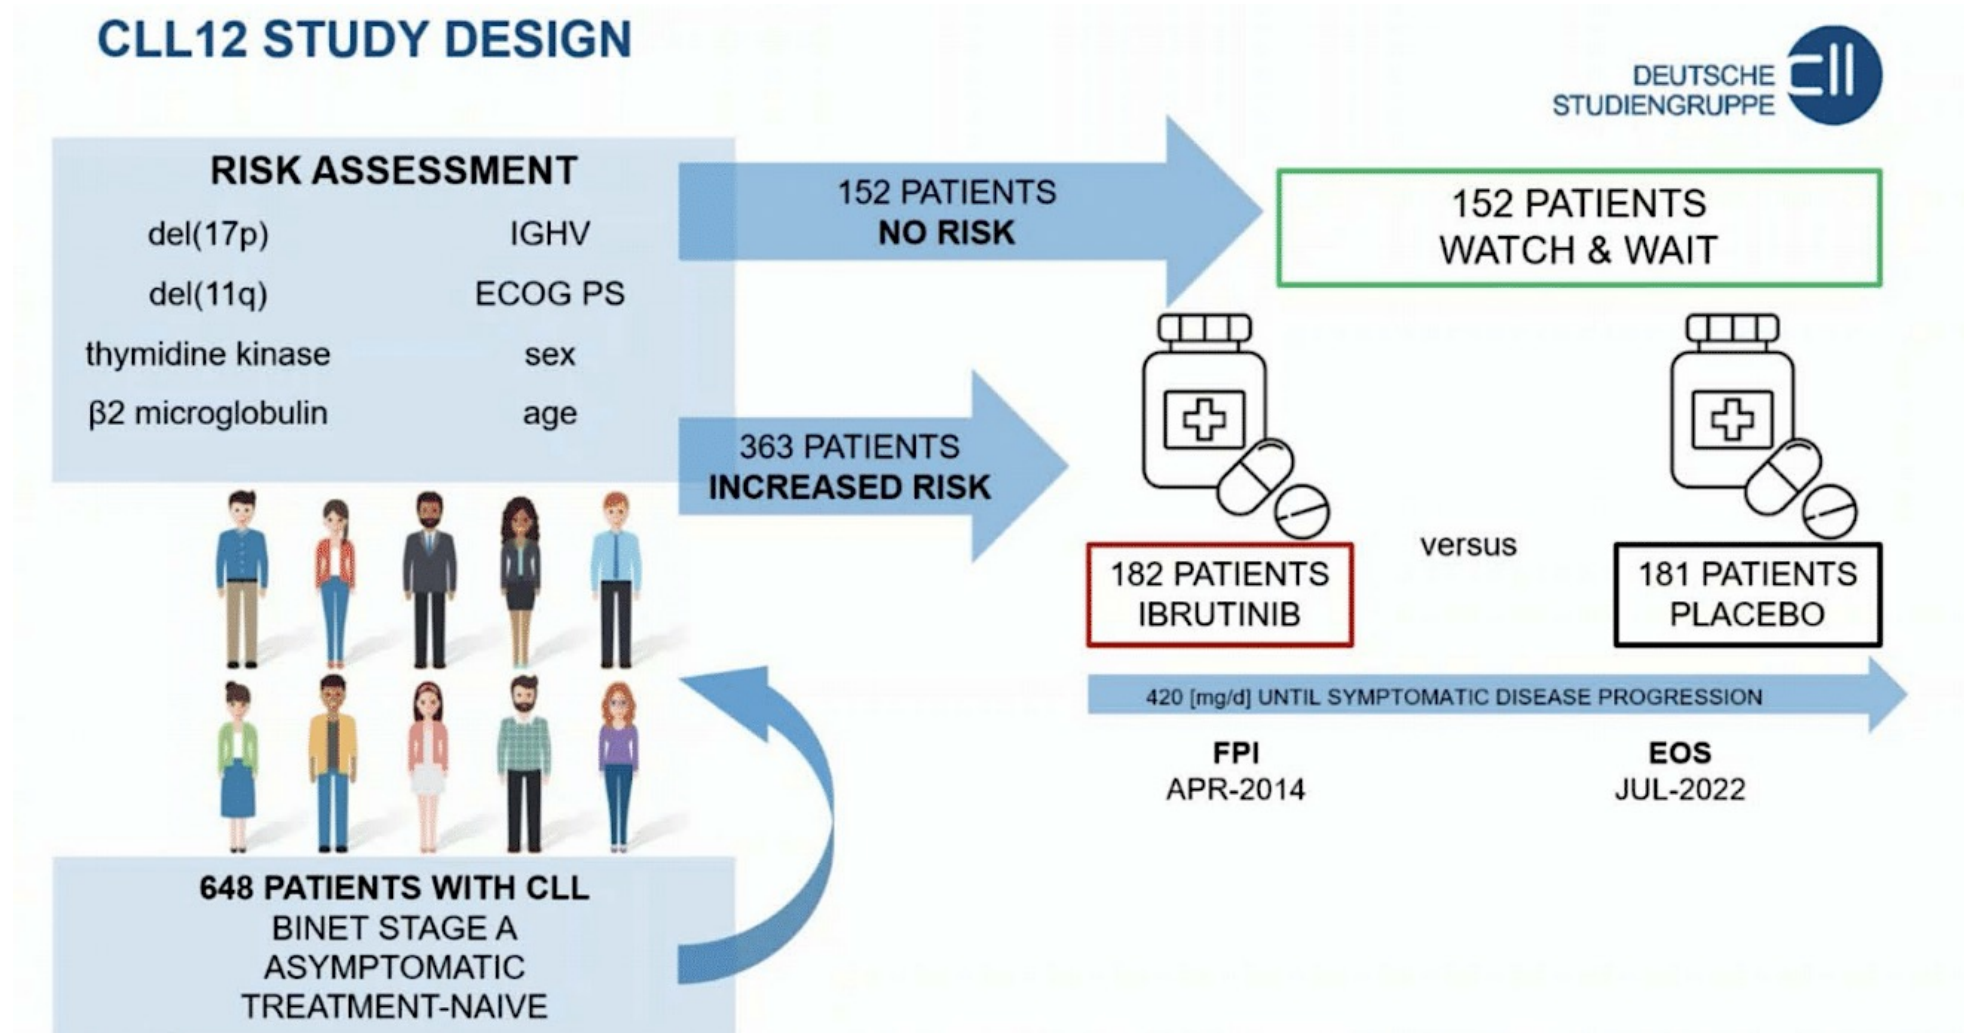 CLL12 STUDY DESIGN
DEUTSCHE
STUDIENGRUPPE
cll
RISK ASSESSMENT
del(17p) IGHV
del(11q) ECOG PS
thymidine kinase sex
β2 microglobulin age
152 PATIENTS
NO RISK
152 PATIENTS
WATCH & WAIT
363 PATIENTS
INCREASED RISK
182 PATIENTS
IBRUTINIB
versus
181 PATIENTS
PLACEBO
420 [mg/d] UNTIL SYMPTOMATIC DISEASE PROGRESSION
FPI
APR-2014
EOS
JUL-2022
648 PATIENTS WITH CLL
BINET STAGE A
ASYMPTOMATIC
TREATMENT-NAIVE